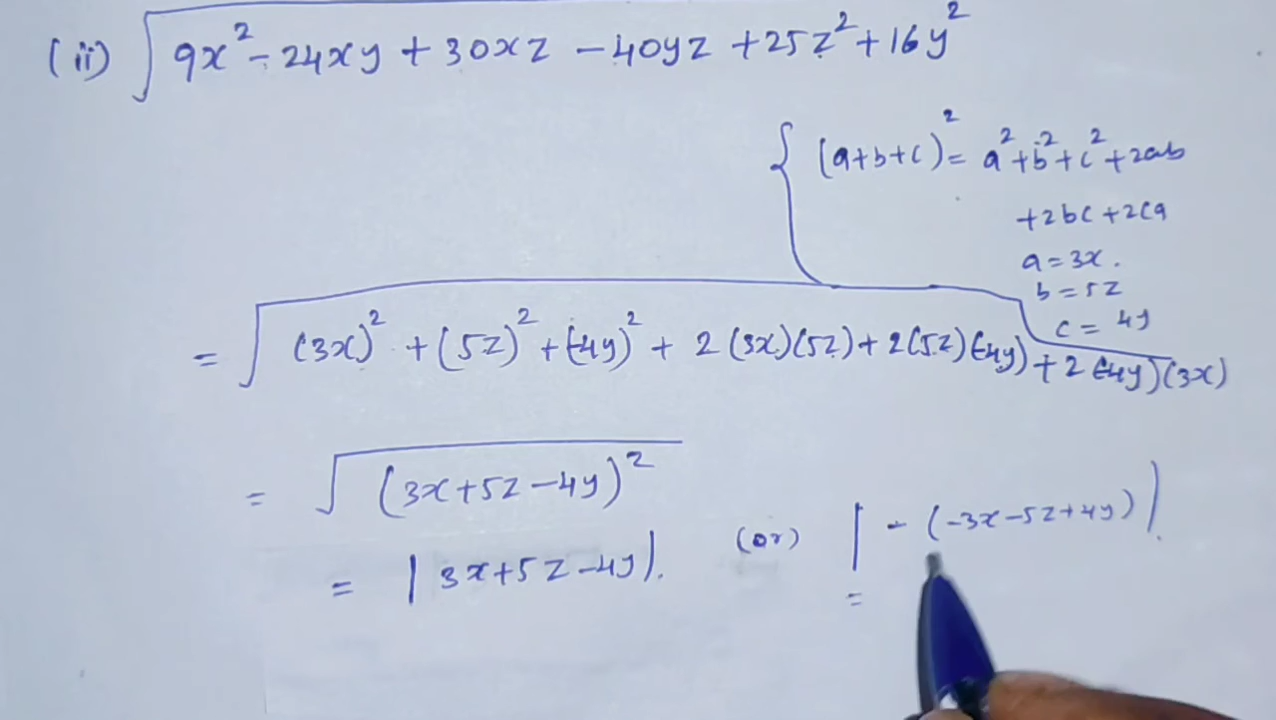 (ii) √9x² - 24xy + 30xz - 40yz + 25z² + 16y²
{ (a+b+c)² = a² + b² + c² + 2ab
+2bc + 2ca
a = 3x.
b = 5z
c = 4y
= √(3x)² + (5z)² + (-4y)² + 2(3x)(5z) + 2(5z)(-4y) + 2(-4y)(3x)
= √(3x+5z-4y)²
= |3x+5z-4y|. (or) |-(-3x-5z+4y)|.
=